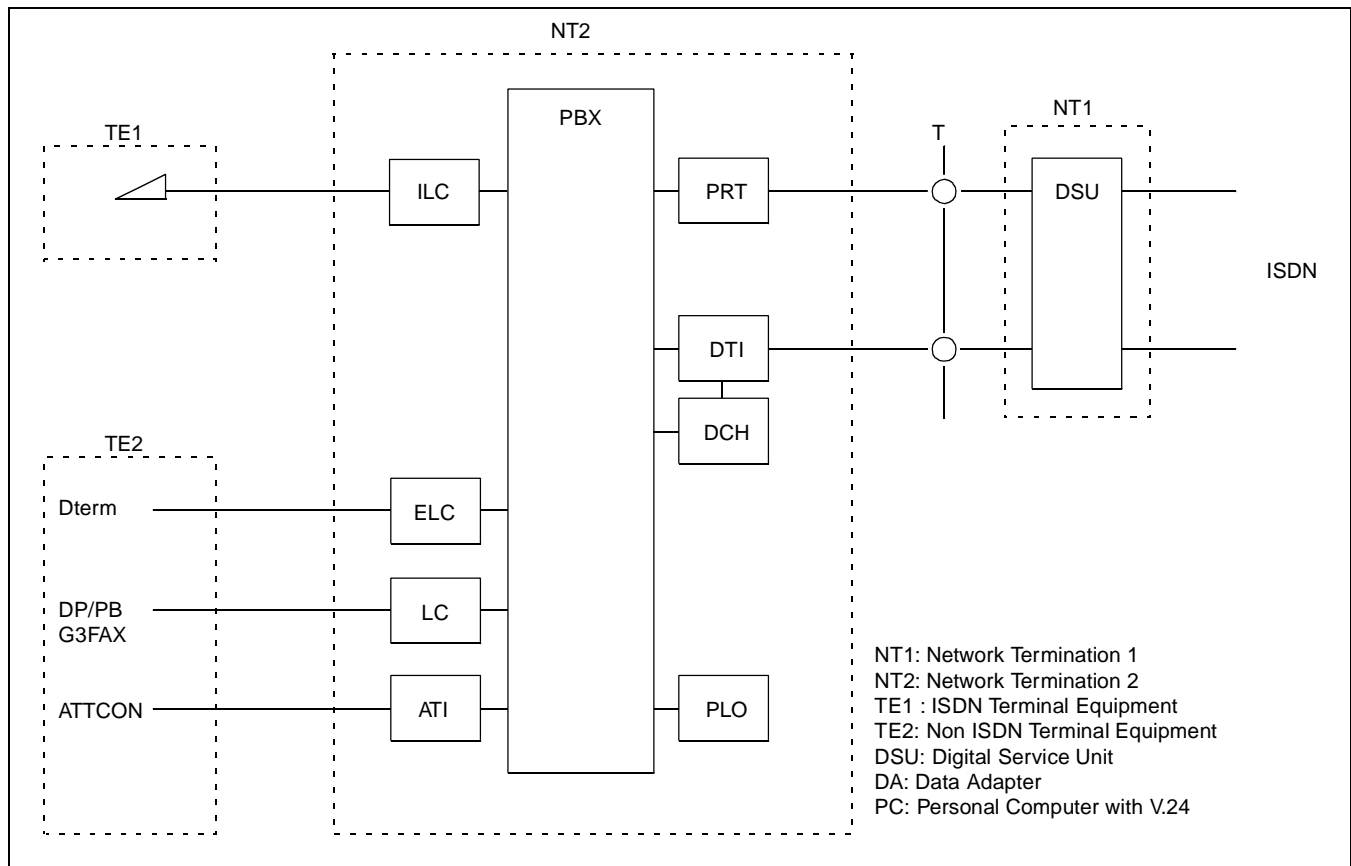 NT2
TE1
ILC
PBX
PRT
T
NT1
DSU
ISDN
DTI
DCH
TE2
Dterm
ELC
DP/PB
G3FAX
LC
ATTCON
ATI
PLO
NT1: Network Termination 1
NT2: Network Termination 2
TE1 : ISDN Terminal Equipment
TE2: Non ISDN Terminal Equipment
DSU: Digital Service Unit
DA: Data Adapter
PC: Personal Computer with V.24